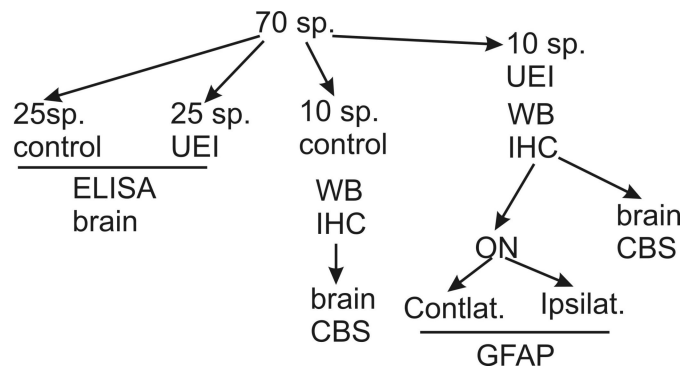 70 sp.
25sp.
control
25 sp.
UEI
ELISA
brain
10 sp.
control
WB
IHC
brain
CBS
10 sp.
UEI
WB
IHC
ON
Contlat.
Ipsilat.
GFAP
brain
CBS